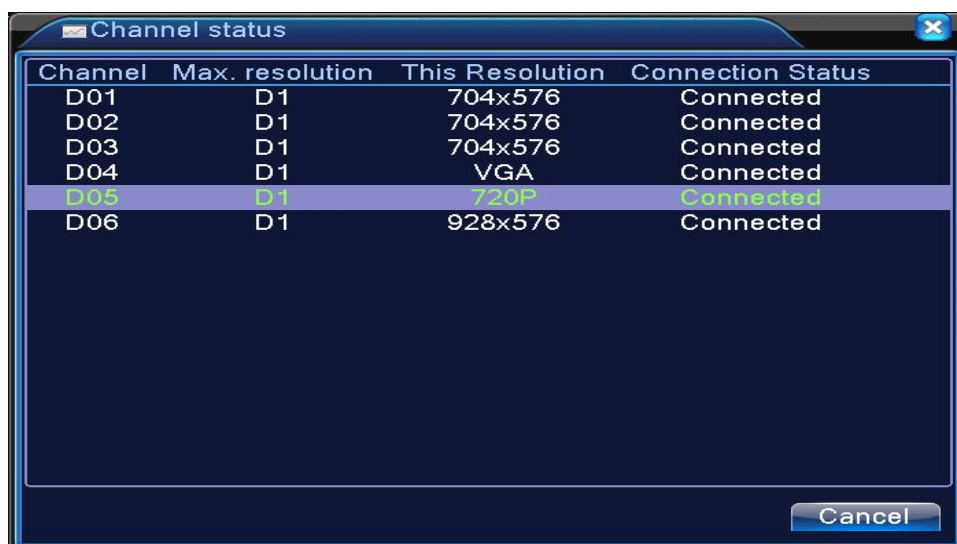 Channel status
Channel Max. resolution This Resolution Connection Status
D01 D1 704x576 Connected
D02 D1 704x576 Connected
D03 D1 704x576 Connected
D04 D1 VGA Connected
D05 D1 720P Connected
D06 D1 928x576 Connected
Cancel